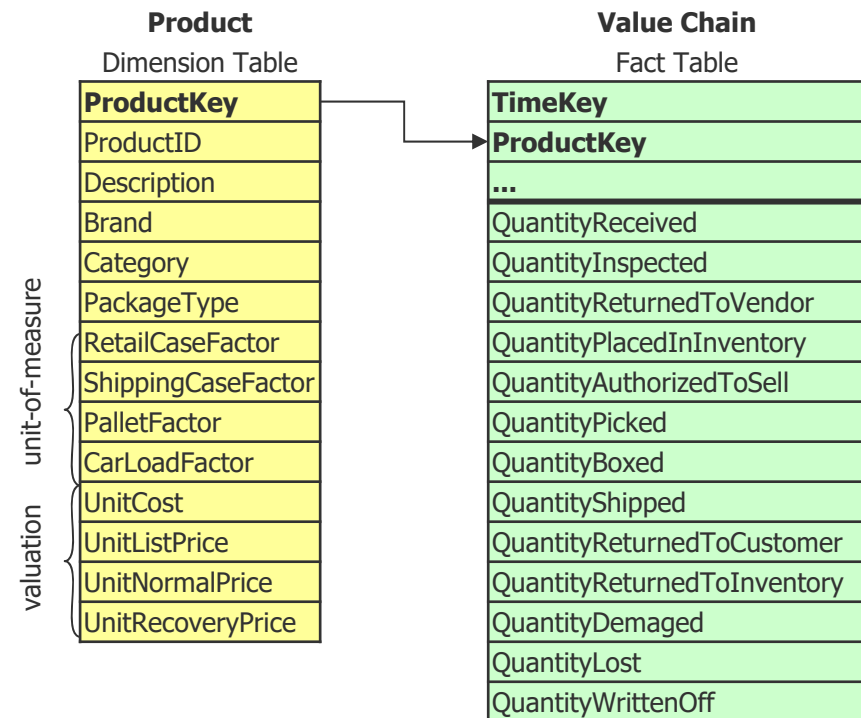 Product
Dimension Table
ProductKey
ProductID
Description
Brand
Category
PackageType
RetailCaseFactor
ShippingCaseFactor
PalletFactor
CarLoadFactor
UnitCost
UnitListPrice
UnitNormalPrice
UnitRecoveryPrice
unit-of-measure
valuation
Value Chain
Fact Table
TimeKey
ProductKey
...
QuantityReceived
QuantityInspected
QuantityReturnedToVendor
QuantityPlacedInInventory
QuantityAuthorizedToSell
QuantityPicked
QuantityBoxed
QuantityShipped
QuantityReturnedToCustomer
QuantityReturnedToInventory
QuantityDemaged
QuantityLost
QuantityWrittenOff